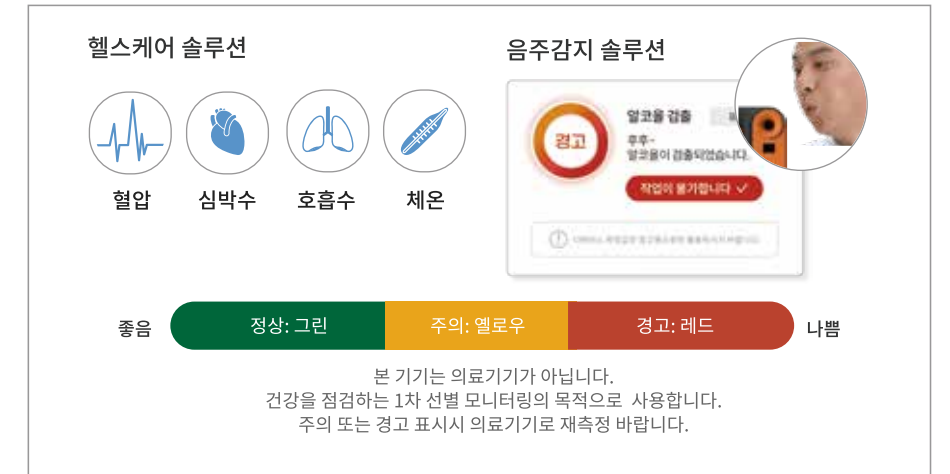 헬스케어 솔루션
혈압
심박수
호흡수
체온
음주감지 솔루션
경고
알코올 검출
후후~
알코올이 검출되었습니다.
작업이 불가합니다
좋음
정상: 그린
주의: 옐로우
경고: 레드
나쁨
본 기기는 의료기기가 아닙니다.
건강을 점검하는 1차 선별 모니터링의 목적으로 사용합니다.
주의 또는 경고 표시시 의료기기로 재측정 바랍니다.